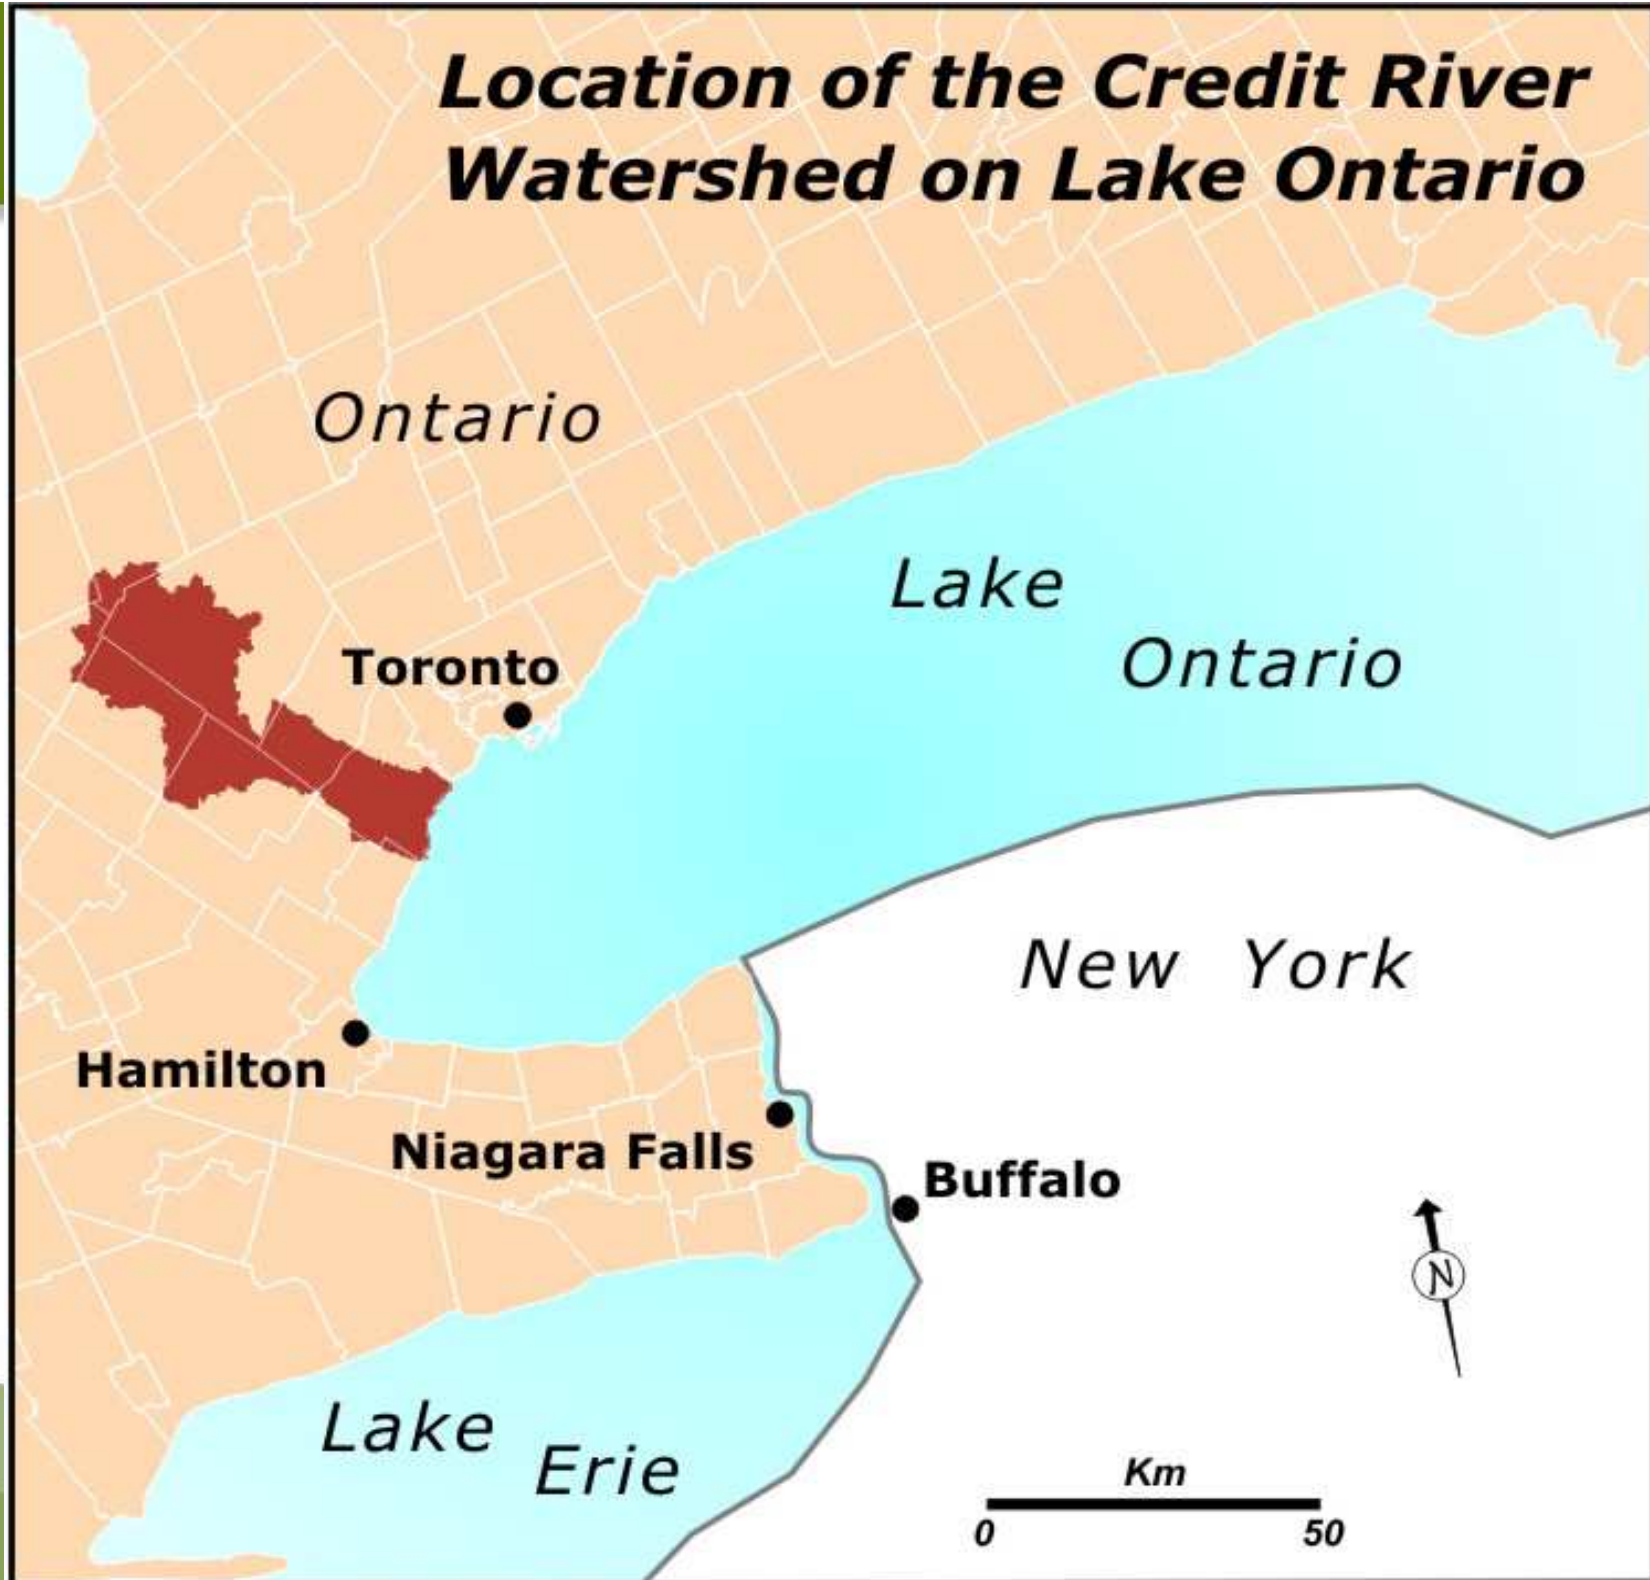 Location of the Credit River
Watershed on Lake Ontario
Ontario
Lake
Ontario
Toronto
New York
Hamilton
Niagara Falls
Buffalo
N
Lake
Erie
Km
0 50